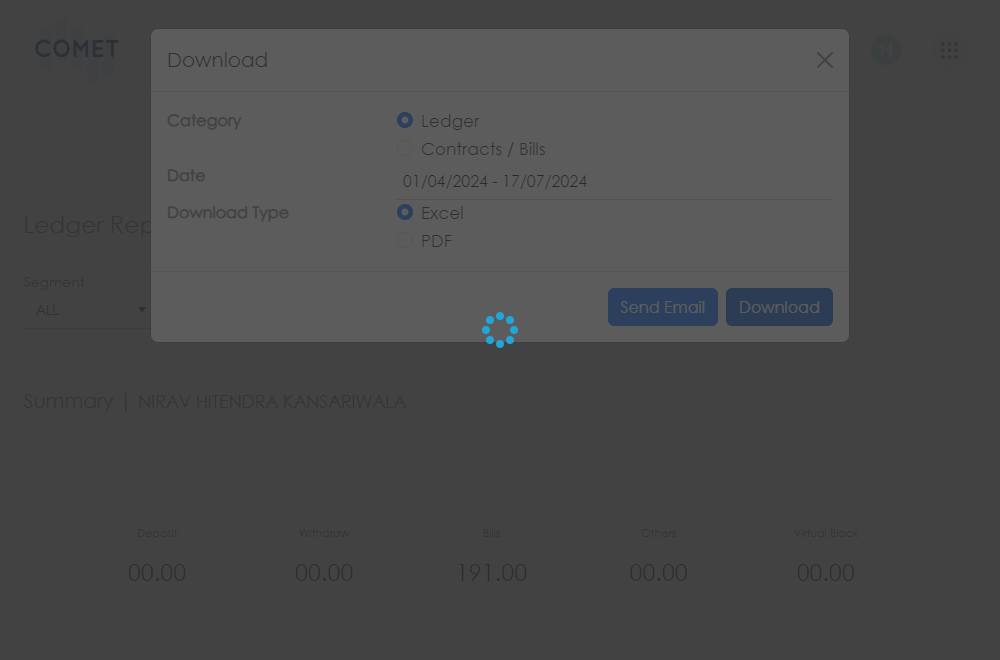 COMET
Download
Category
Ledger
Contracts / Bills
Date
01/04/2024 - 17/07/2024
Download Type
Excel
PDF
Send Email
Download
Ledger Rep
Segment
ALL
Summary | NIRAV HITENDRA KANSARIWALA
Deposit Withdraw Bills Others Virtual Block
00.00 00.00 191.00 00.00 00.00